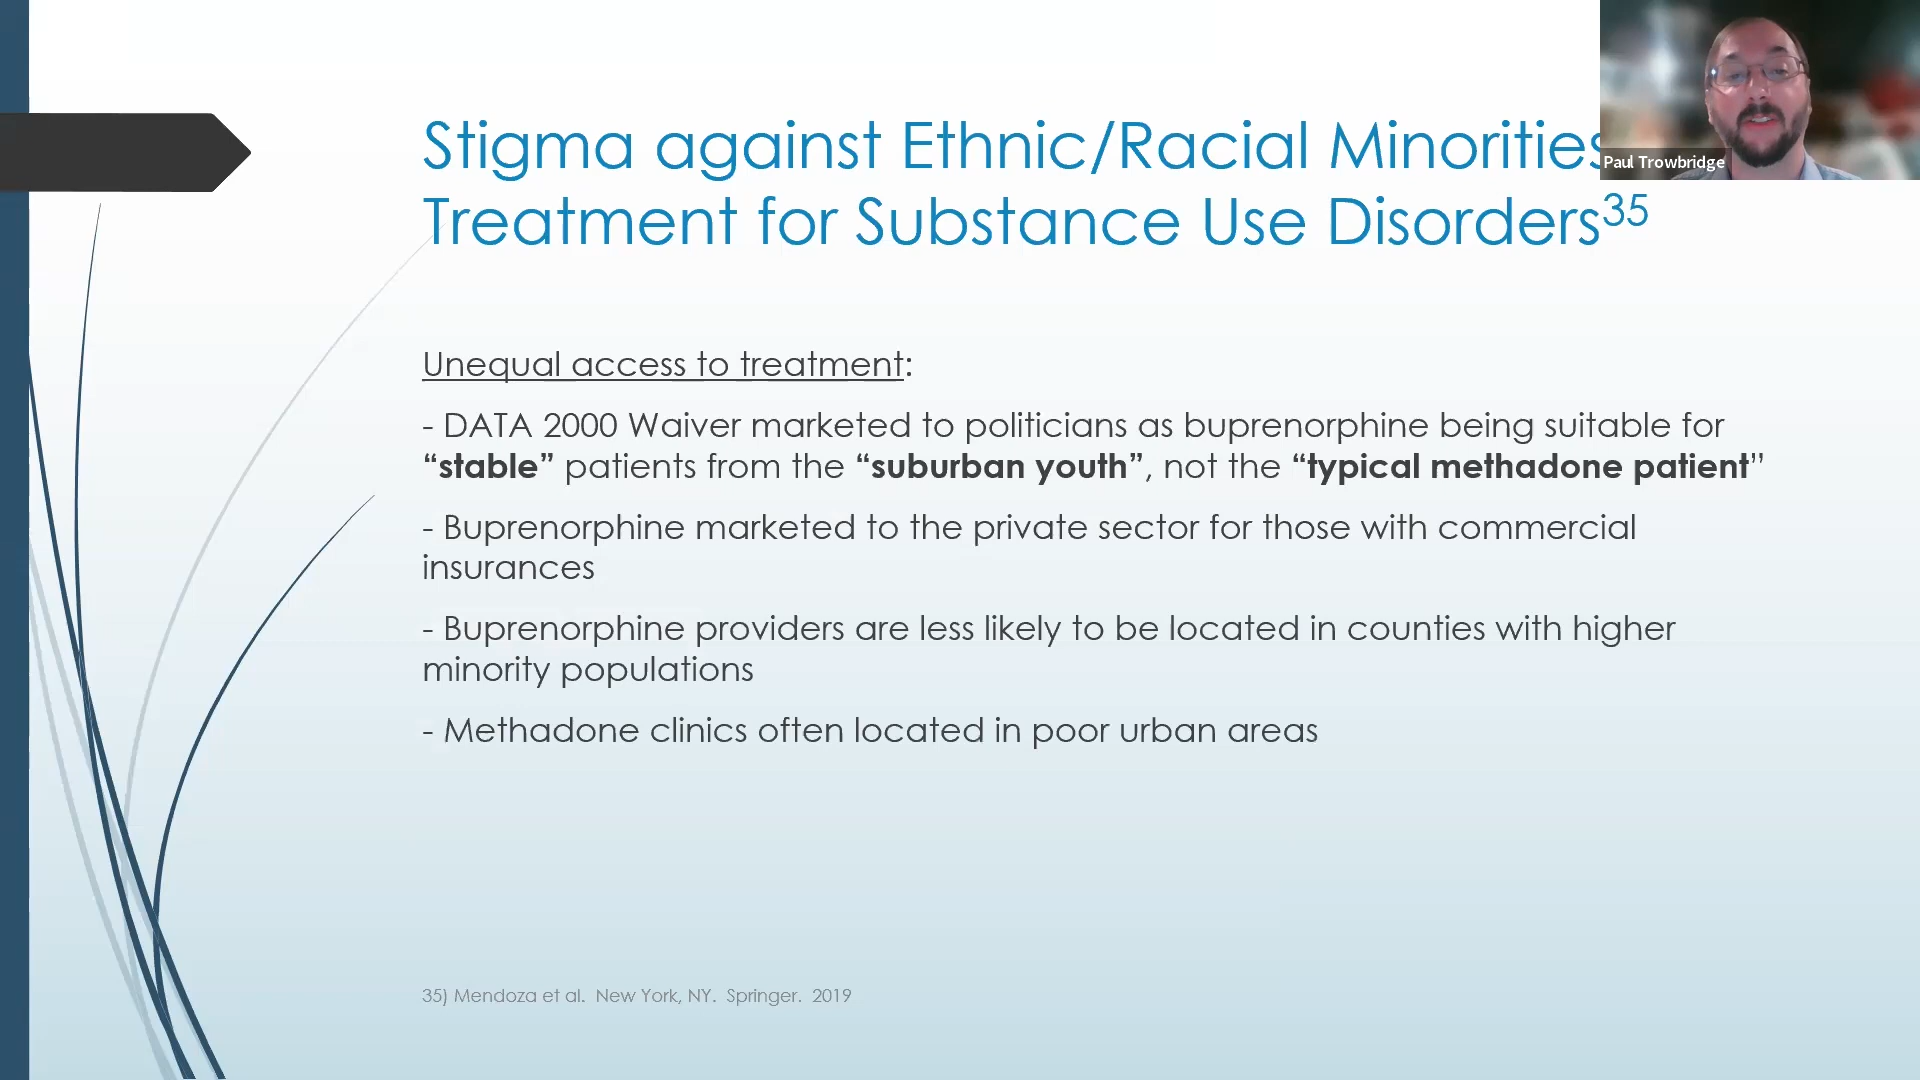 Stigma against Ethnic/Racial Minorities
Treatment for Substance Use Disorders35
Paul Trowbridge
Unequal access to treatment:
- DATA 2000 Waiver marketed to politicians as buprenorphine being suitable for
“stable” patients from the “suburban youth”, not the “typical methadone patient”
- Buprenorphine marketed to the private sector for those with commercial
insurances
- Buprenorphine providers are less likely to be located in counties with higher
minority populations
- Methadone clinics often located in poor urban areas
35) Mendoza et al. New York, NY. Springer. 2019